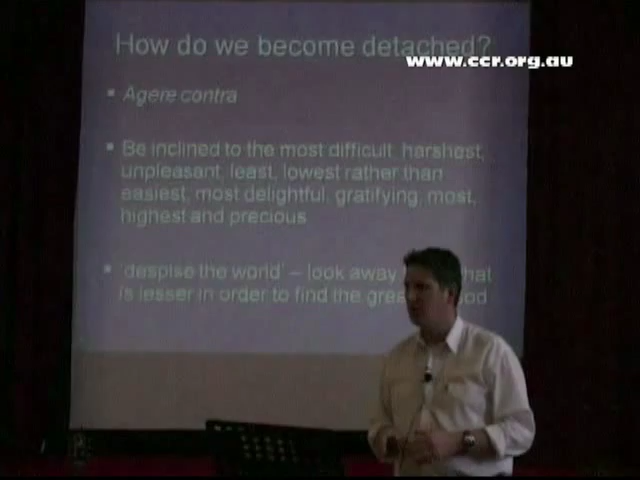 How do we become detached?
www.ccr.org.au
▪ Agere contra
▪ Be inclined to the most difficult, harshest,
unpleasant, least, lowest rather than
easiest, most delightful, gratifying, most,
highest and precious
▪ 'despise the world' – look away
is lesser in order to find the